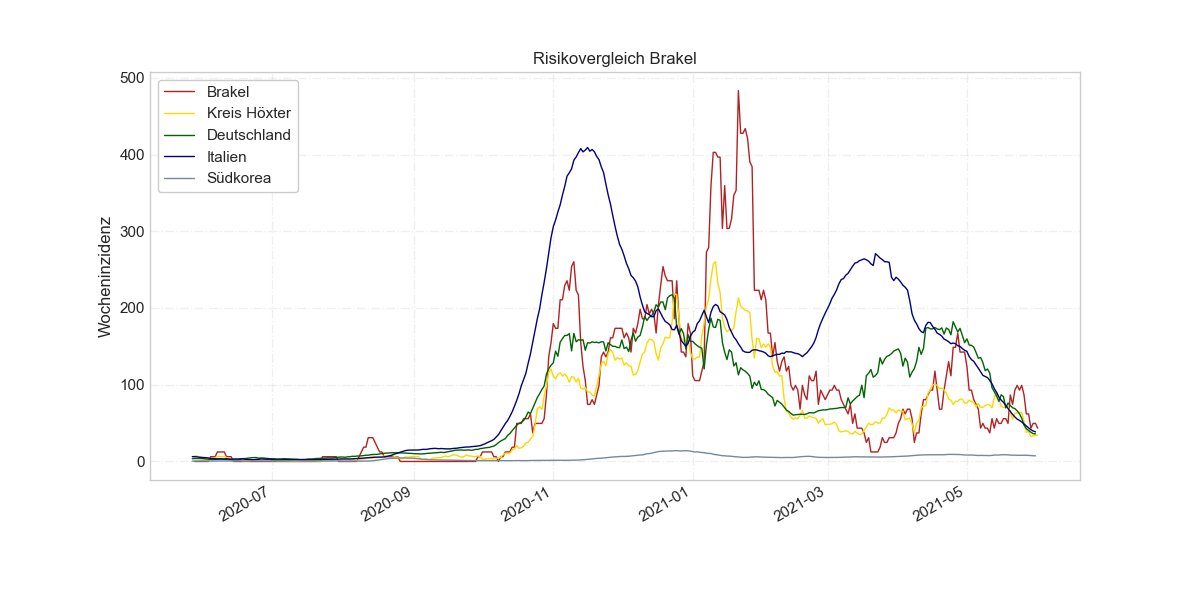 Risikovergleich Brakel
Wocheninzidenz
500
400
300
200
100
0
Brakel
Kreis Höxter
Deutschland
Italien
Südkorea
2020-07
2020-09
2020-11
2021-01
2021-03
2021-05